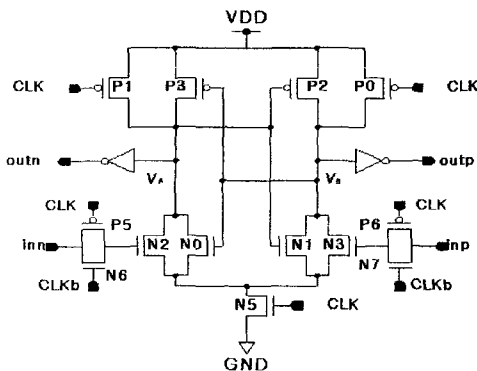 VDD
CLK P1 P3 P2 P0 CLK
outn VA VB outp
CLK P5 P6 CLK
inn N2 N0 N1 N3 inp
N6 N7
CLKb N5 CLK CLKb
GND